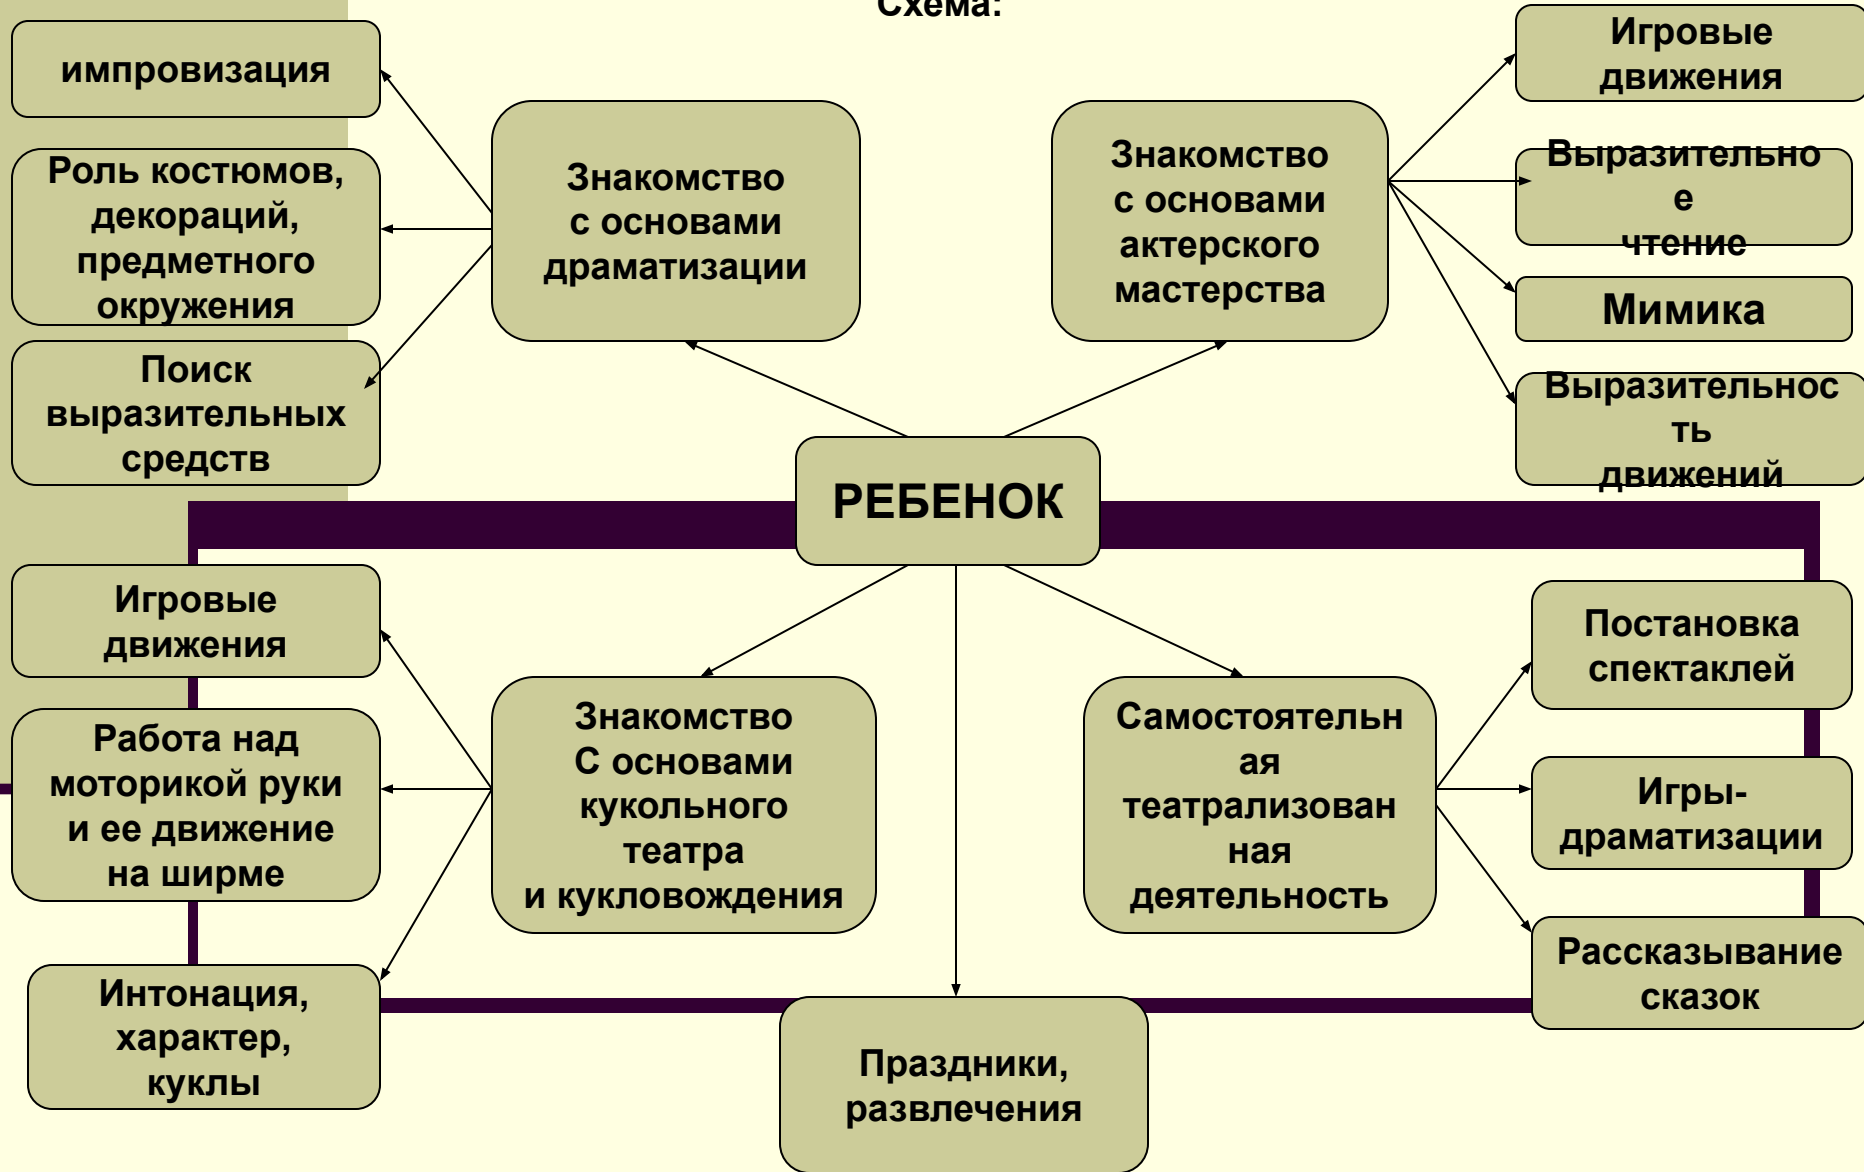 Схема:
импровизация
Роль костюмов,
декораций,
предметного
окружения
Поиск
выразительных
средств
Знакомство
с основами
драматизации
Знакомство
с основами
актерского
мастерства
Игровые
движения
Выразительно
е
чтение
Мимика
Выразительнос
ть
движений
РЕБЕНОК
Игровые
движения
Работа над
моторикой руки
и ее движение
на ширме
Интонация,
характер,
куклы
Знакомство
С основами
кукольного
театра
и кукловождения
Самостоятельн
ая
театрализован
ная
деятельность
Постановка
спектаклей
Игры-
драматизации
Рассказывание
сказок
Праздники,
развлечения